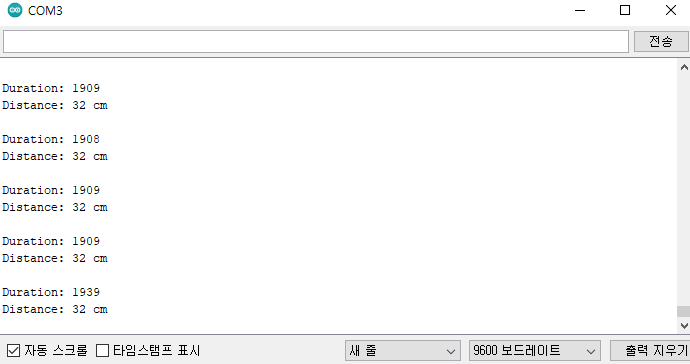 COM3
전송
Duration: 1909
Distance: 32 cm
Duration: 1908
Distance: 32 cm
Duration: 1909
Distance: 32 cm
Duration: 1909
Distance: 32 cm
Duration: 1939
Distance: 32 cm
자동 스크롤 타임스탬프 표시 새 줄 9600 보드레이트 출력 지우기